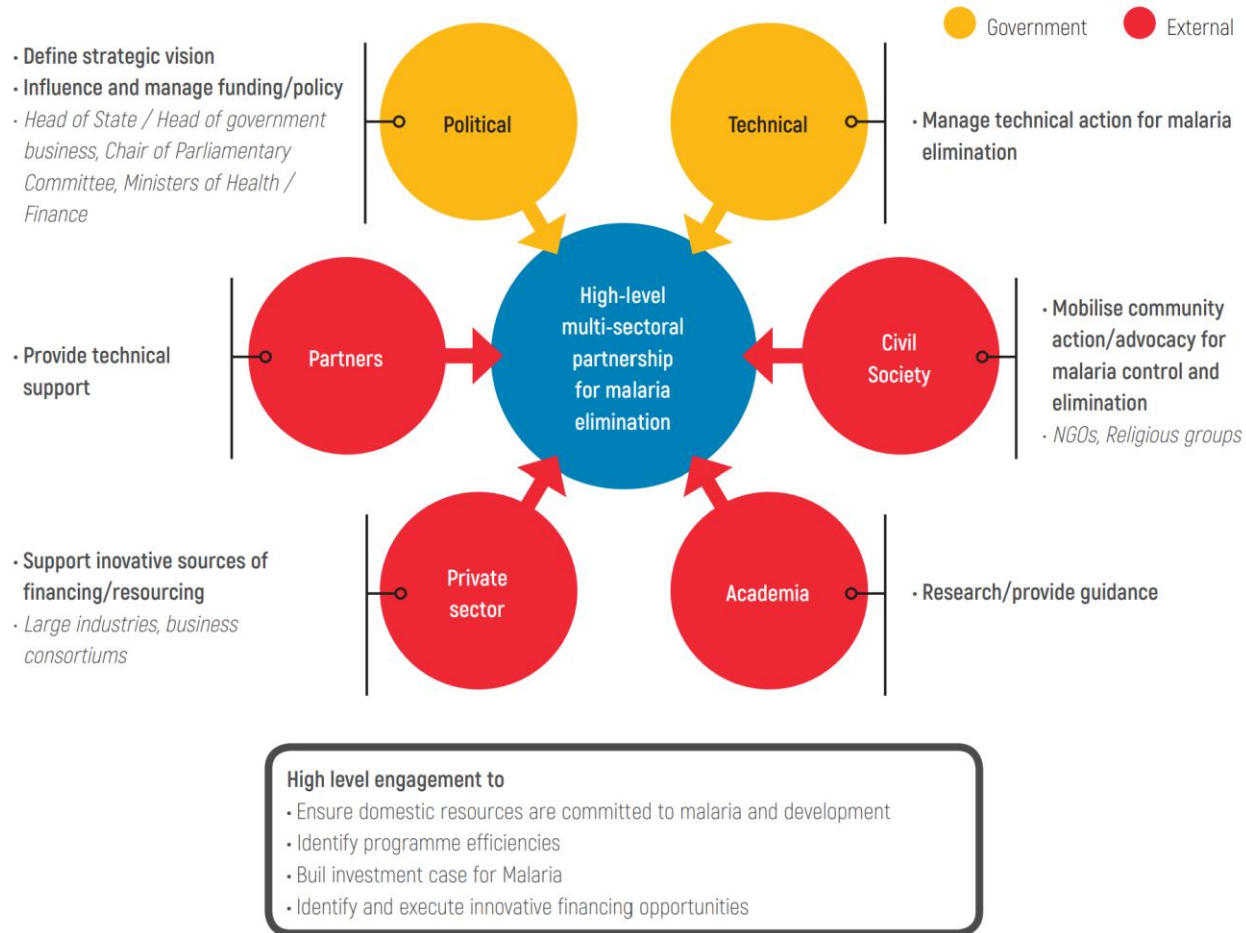 Government
External
· Define strategic vision
· Influence and manage funding/policy
· Head of State / Head of government
business, Chair of Parliamentary
Committee, Ministers of Health /
Finance
Political
Technical
· Manage technical action for malaria
elimination
· Provide technical
support
Partners
High-level
multi-sectoral
partnership
for malaria
elimination
Civil
Society
· Mobilise community
action/advocacy for
malaria control and
elimination
· NGOs, Religious groups
· Support inovative sources of
financing/resourcing
· Large industries, business
consortiums
Private
sector
Academia
· Research/provide guidance
High level engagement to
· Ensure domestic resources are committed to malaria and development
· Identify programme efficiencies
· Buil investment case for Malaria
· Identify and execute innovative financing opportunities